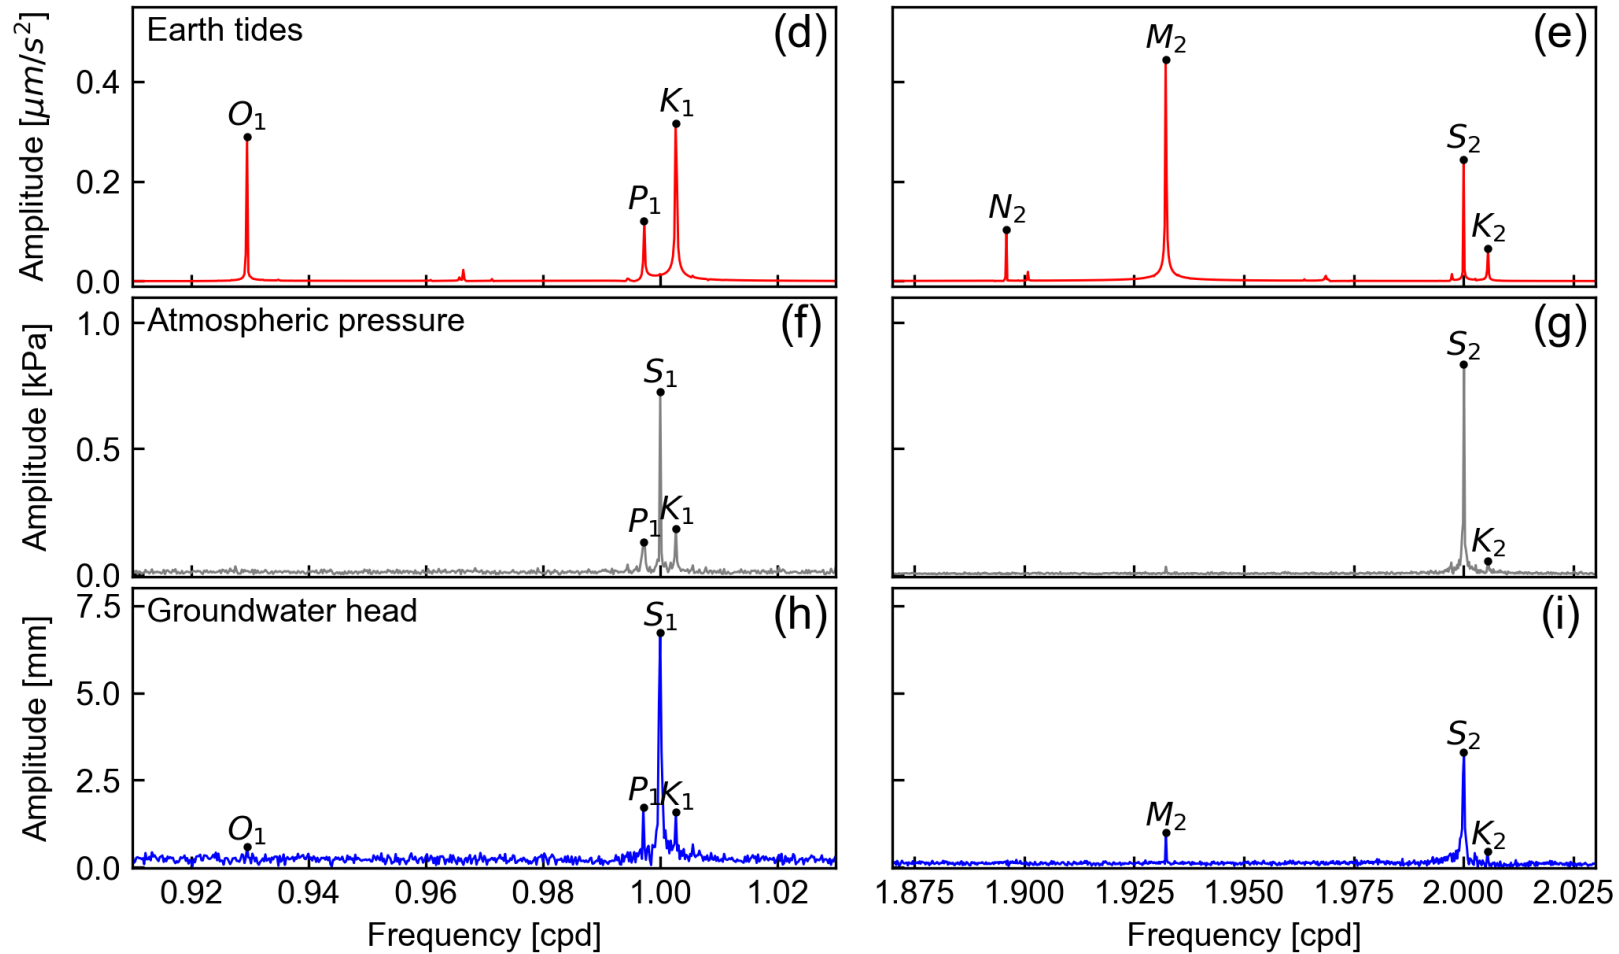 Earth tides
(d)
(e)
Amplitude [μm/s²]
0.4
0.2
0.0
O₁
P₁
K₁
N₂
M₂
S₂
K₂
Atmospheric pressure
(f)
(g)
Amplitude [kPa]
1.0
0.5
0.0
P₁
S₁
K₁
S₂
K₂
Groundwater head
(h)
(i)
Amplitude [mm]
7.5
5.0
2.5
0.0
O₁
P₁
S₁
K₁
M₂
S₂
K₂
0.92 0.94 0.96 0.98 1.00 1.02
1.875 1.900 1.925 1.950 1.975 2.000 2.025
Frequency [cpd]
Frequency [cpd]